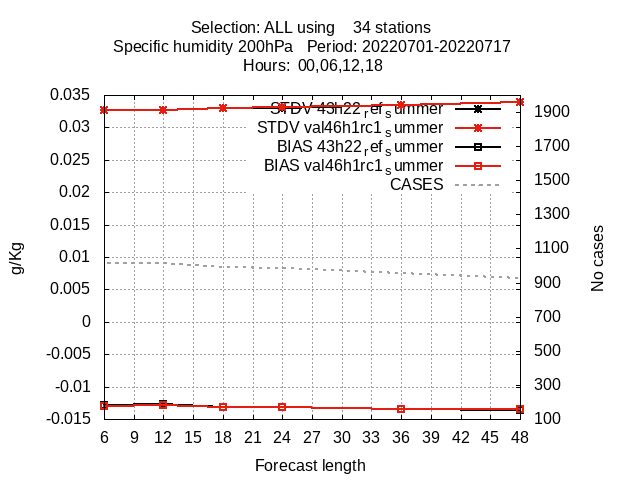 Selection: ALL using    34 stations
Specific humidity 200hPa   Period: 20220701-20220717
Hours: 00,06,12,18
0.035
0.03
0.025
0.02
0.015
0.01
0.005
0
-0.005
-0.01
-0.015
g/Kg
STDV 43h22_ref_summer
STDV val46h1rc1_summer
BIAS 43h22_ref_summer
BIAS val46h1rc1_summer
CASES
1900
1700
1500
1300
1100
900
700
500
300
100
No cases
6 9 12 15 18 21 24 27 30 33 36 39 42 45 48
Forecast length